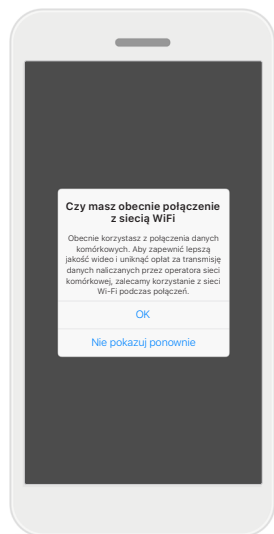 Czy masz obecnie połączenie
z siecią WiFi
Obecnie korzystasz z połączenia danych
komórkowych. Aby zapewnić lepszą
jakość wideo i uniknąć opłat za transmisję
danych naliczanych przez operatora sieci
komórkowej, zalecamy korzystanie z sieci
Wi-Fi podczas połączeń.
OK
Nie pokazuj ponownie